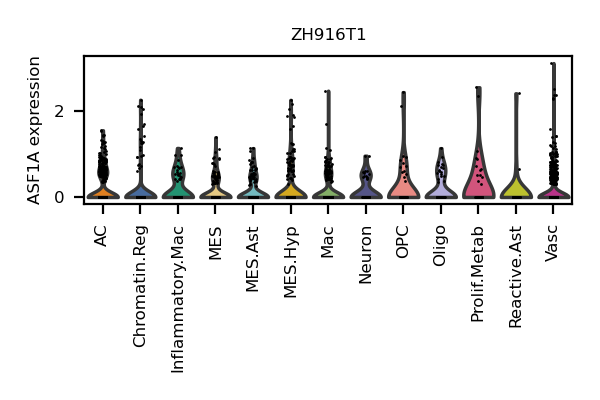 ZH916T1
ASF1A expression
2
0
AC
Chromatin.Reg
Inflammatory.Mac
MES
MES.Ast
MES.Hyp
Mac
Neuron
OPC
Oligo
Prolif.Metab
Reactive.Ast
Vasc